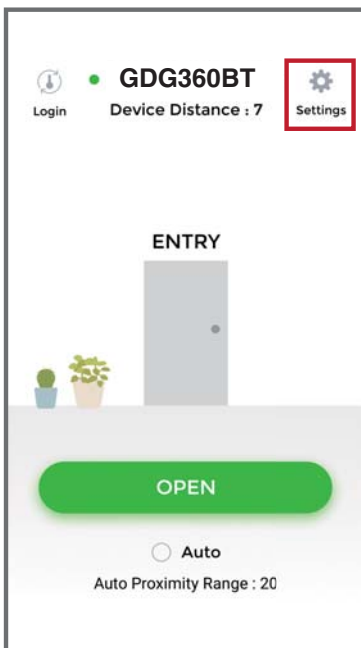 GDG360BT
Login
Device Distance : 7
Settings
ENTRY
OPEN
Auto
Auto Proximity Range : 20